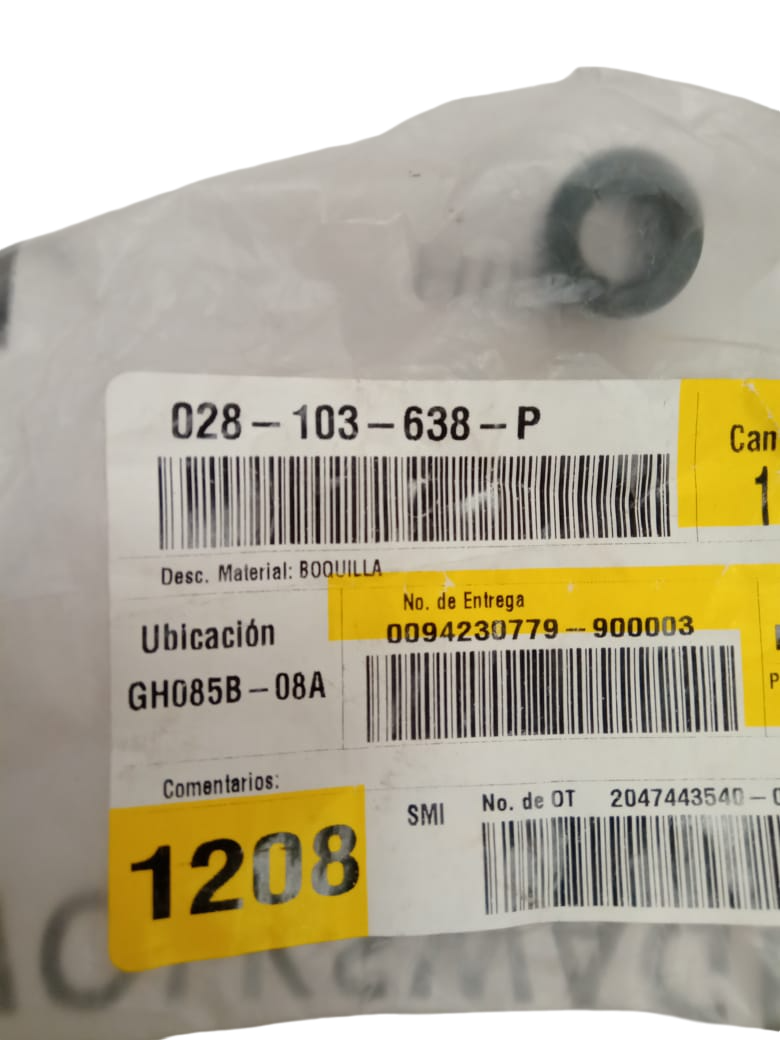 028-103-638-P
Can
1
Desc. Material: BOQUILLA
No. de Entrega
0094230779-900003
Ubicación
GH085B-08A
P
Comentarios:
SMI
No. de OT 2047443540-0
1208